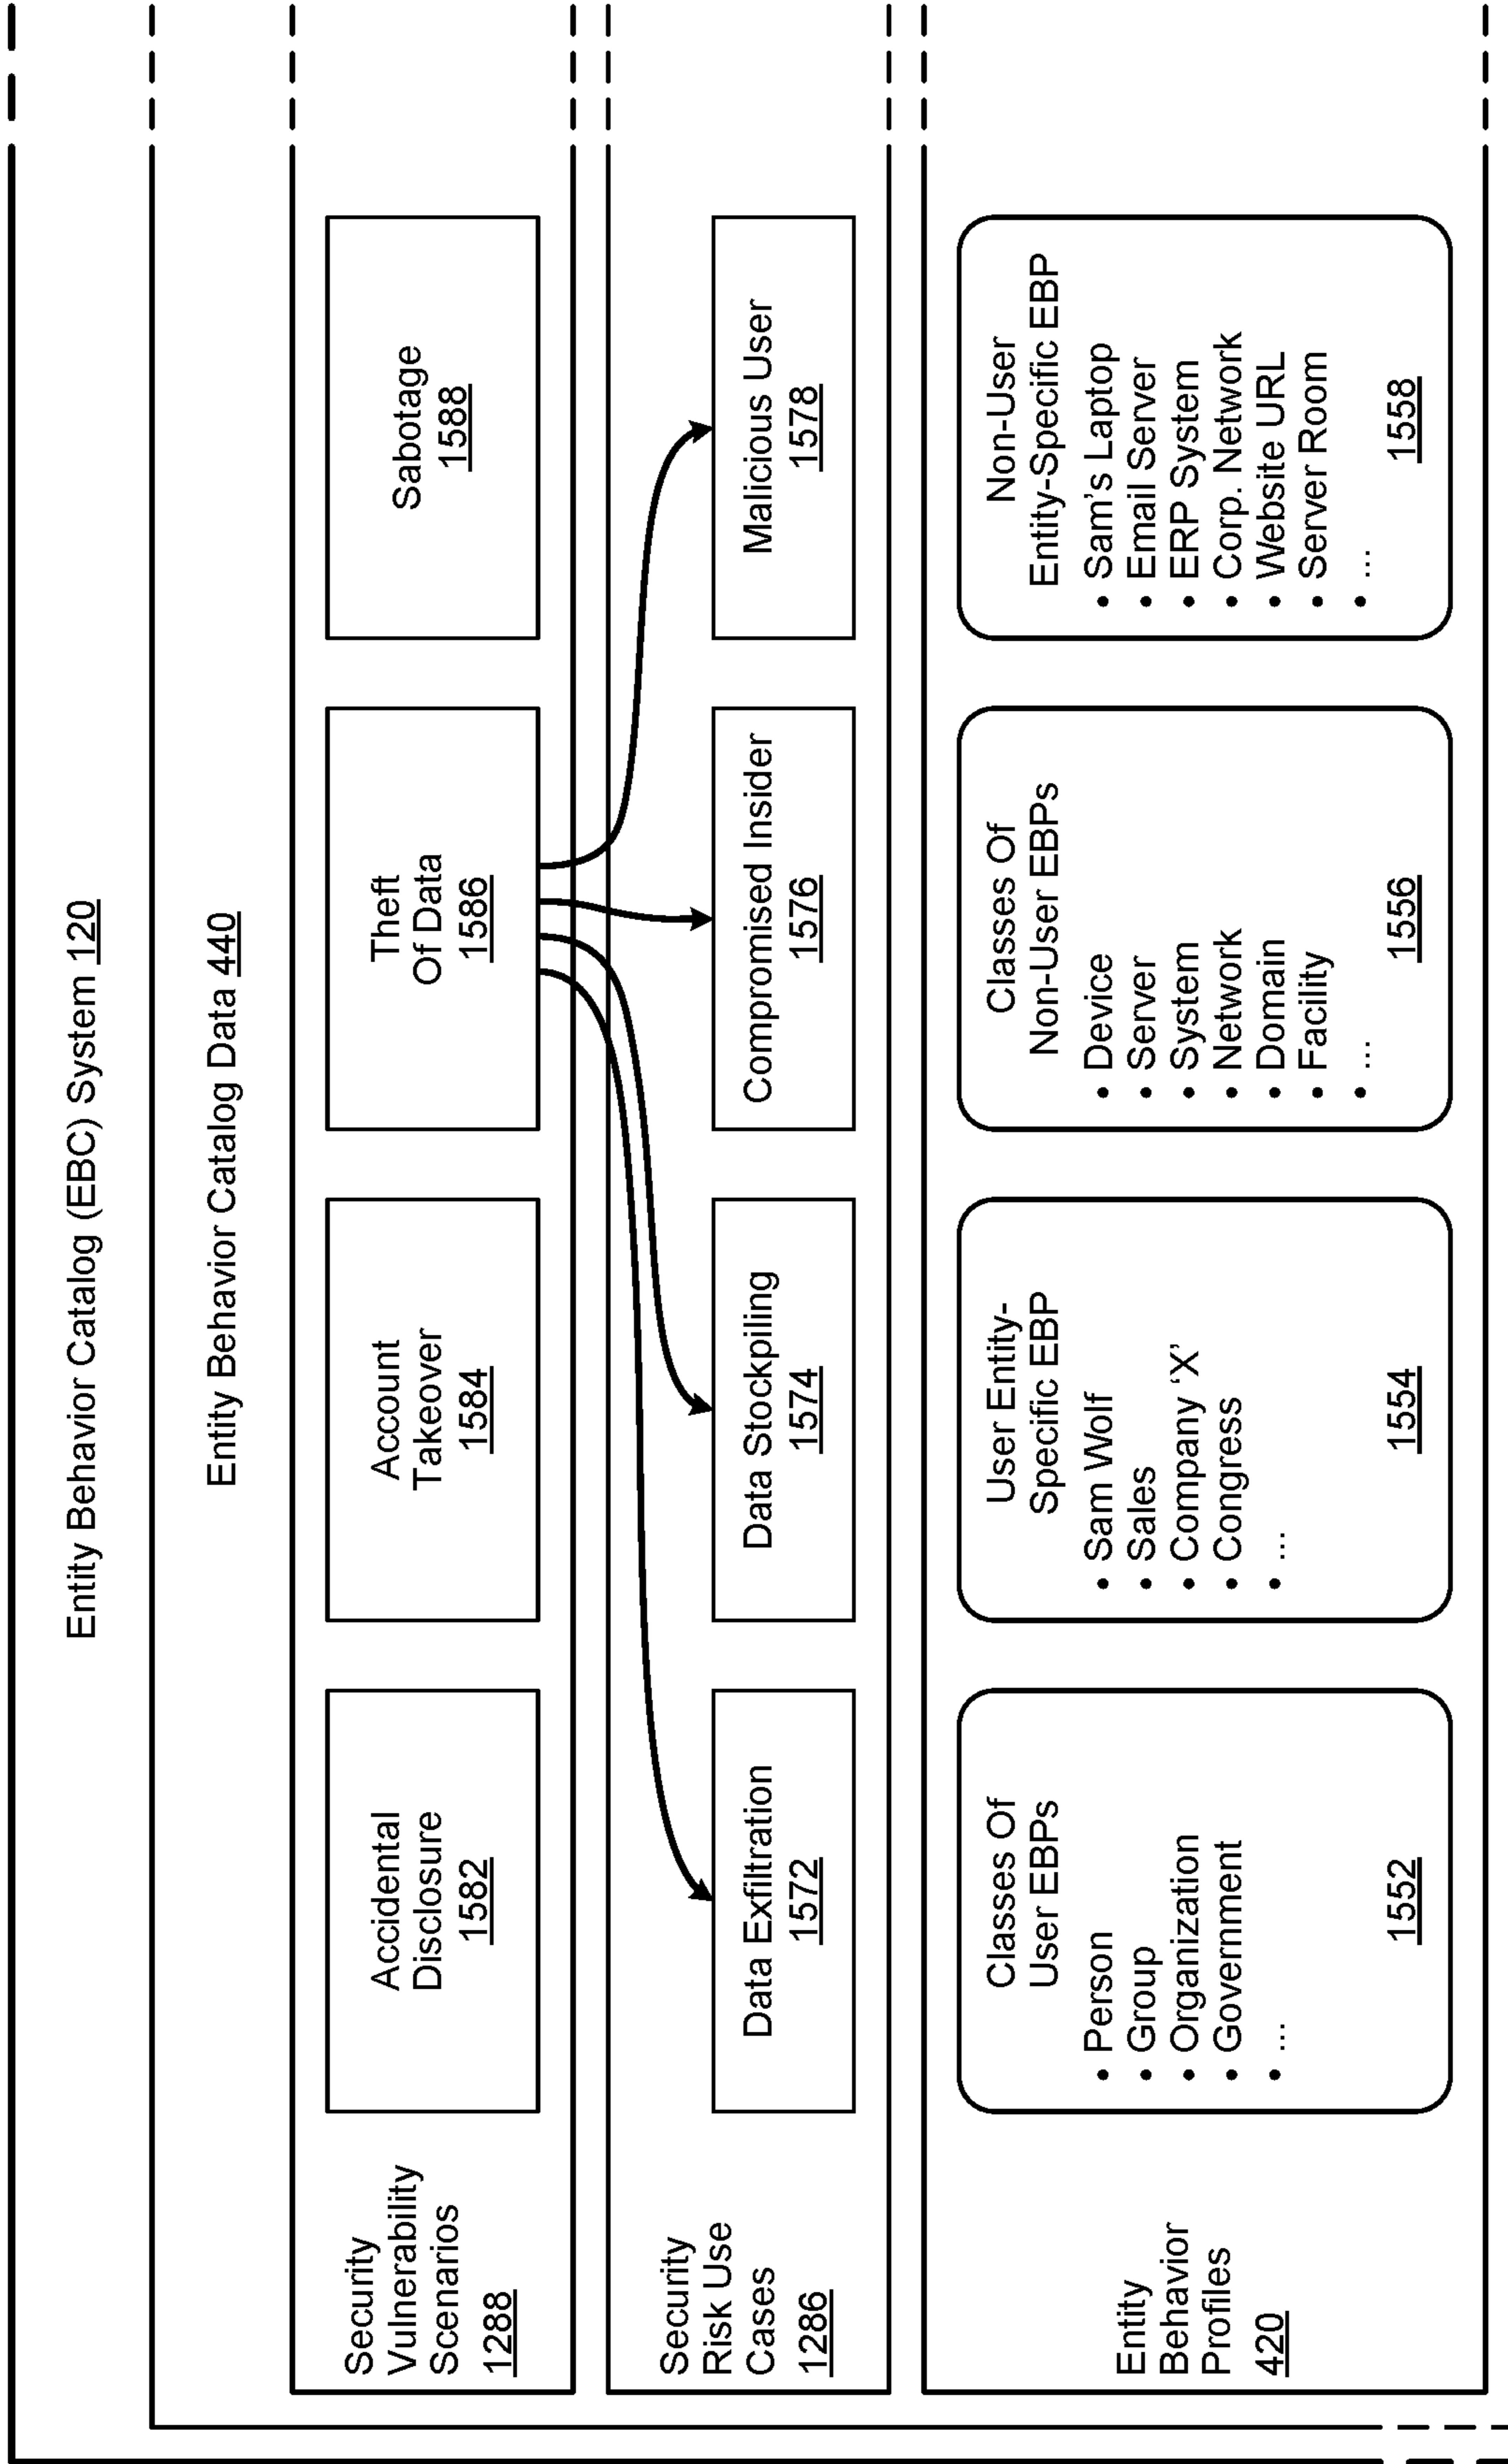 Entity Behavior Catalog (EBC) System 120
Entity Behavior Catalog Data 440
Security
Vulnerability
Scenarios
1288
Accidental
Disclosure
1582
Account
Takeover
1584
Theft
Of Data
1586
Sabotage
1588
Security
Risk Use
Cases
1286
Data Exfiltration
1572
Data Stockpiling
1574
Compromised Insider
1576
Malicious User
1578
Entity
Behavior
Profiles
420
Classes Of
User EBPs
• Person
• Group
• Organization
• Government
• ...
1552
User Entity-
Specific EBP
• Sam Wolf
• Sales
• Company ‘X’
• Congress
• ...
1554
Classes Of
Non-User EBPs
• Device
• Server
• System
• Network
• Domain
• Facility
• ...
1556
Non-User
Entity-Specific EBP
• Sam’s Laptop
• Email Server
• ERP System
• Corp. Network
• Website URL
• Server Room
• ...
1558